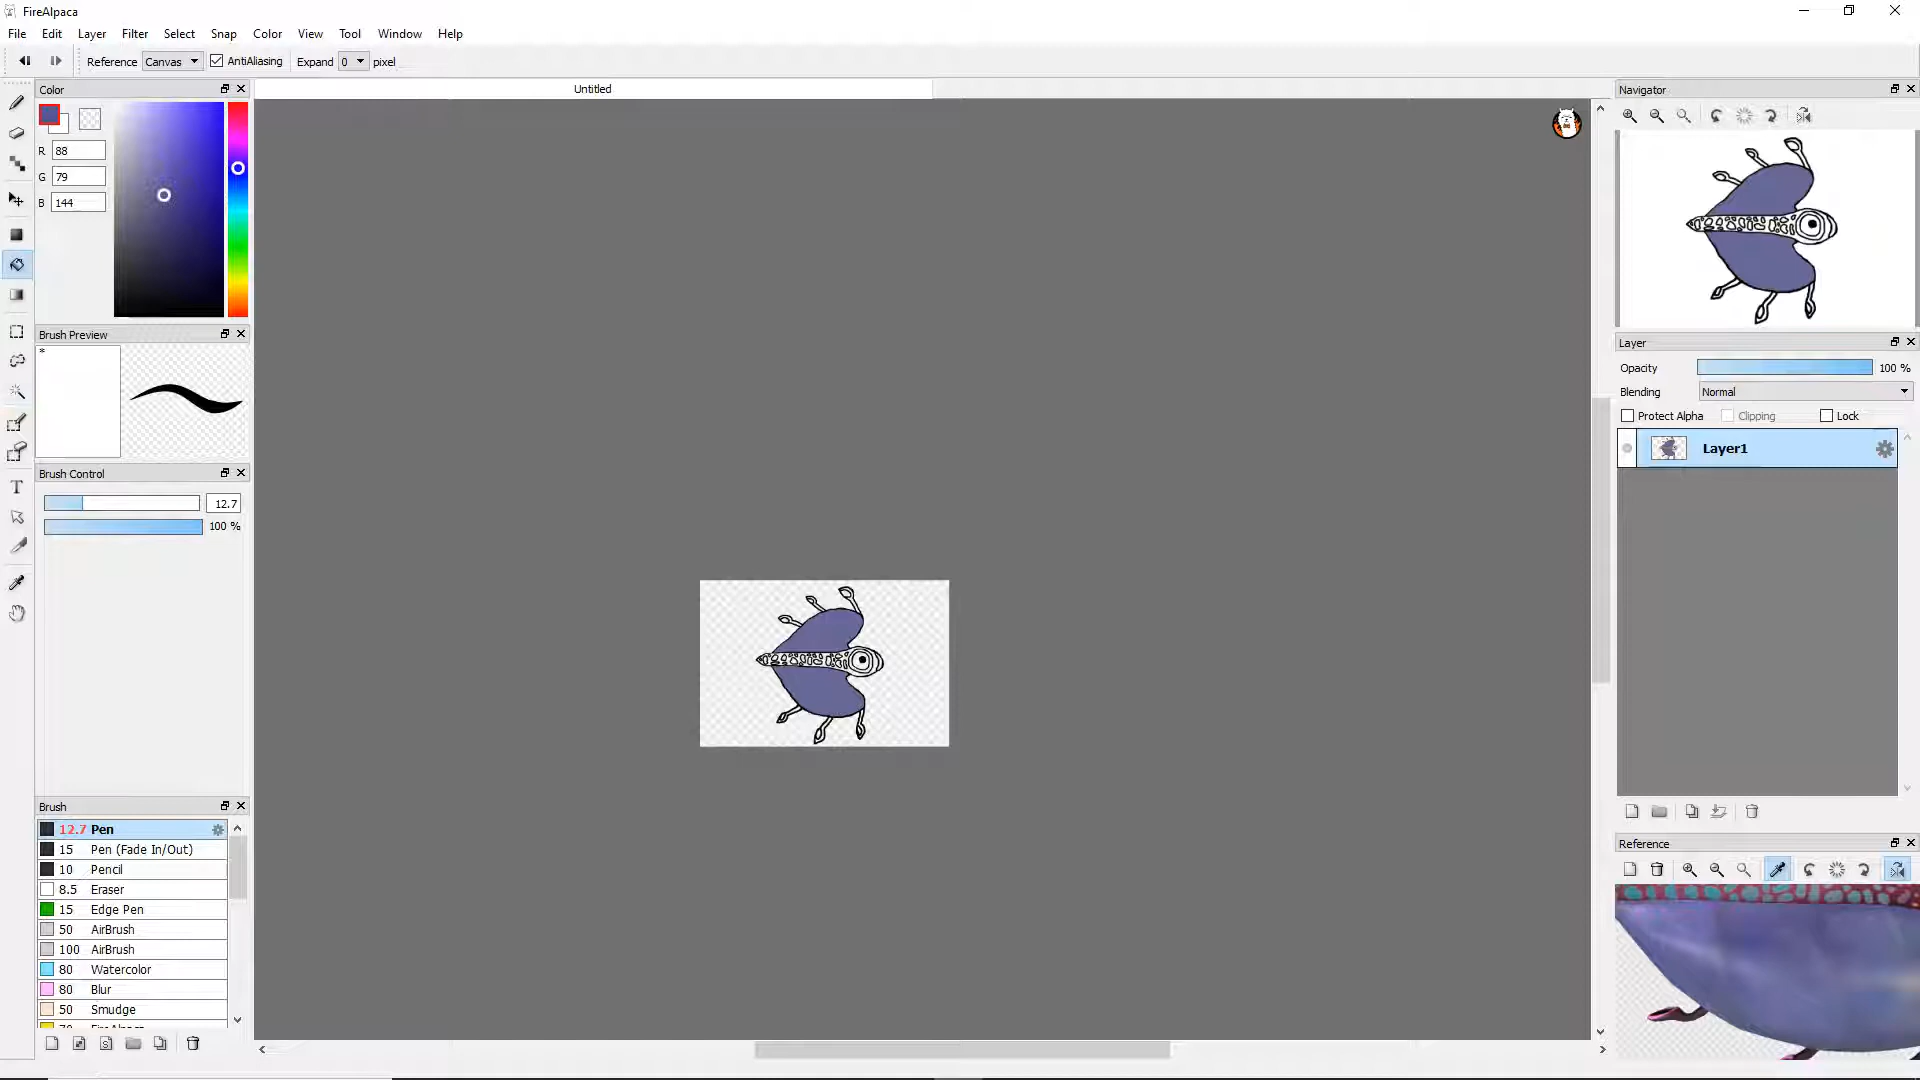 FireAlpaca
File Edit Layer Filter Select Snap Color View Tool Window Help
Reference Canvas AntiAliasing Expand 0 pixel
Color
Untitled
Navigator
R 88
G 79
B 144
Brush Preview
*
Layer
Opacity 100 %
Blending Normal
Protect Alpha Clipping Lock
Layer1
Brush Control
12.7
100 %
T
Brush
12.7 Pen
15 Pen (Fade In/Out)
10 Pencil
8.5 Eraser
15 Edge Pen
50 AirBrush
100 AirBrush
80 Watercolor
80 Blur
50 Smudge
Reference